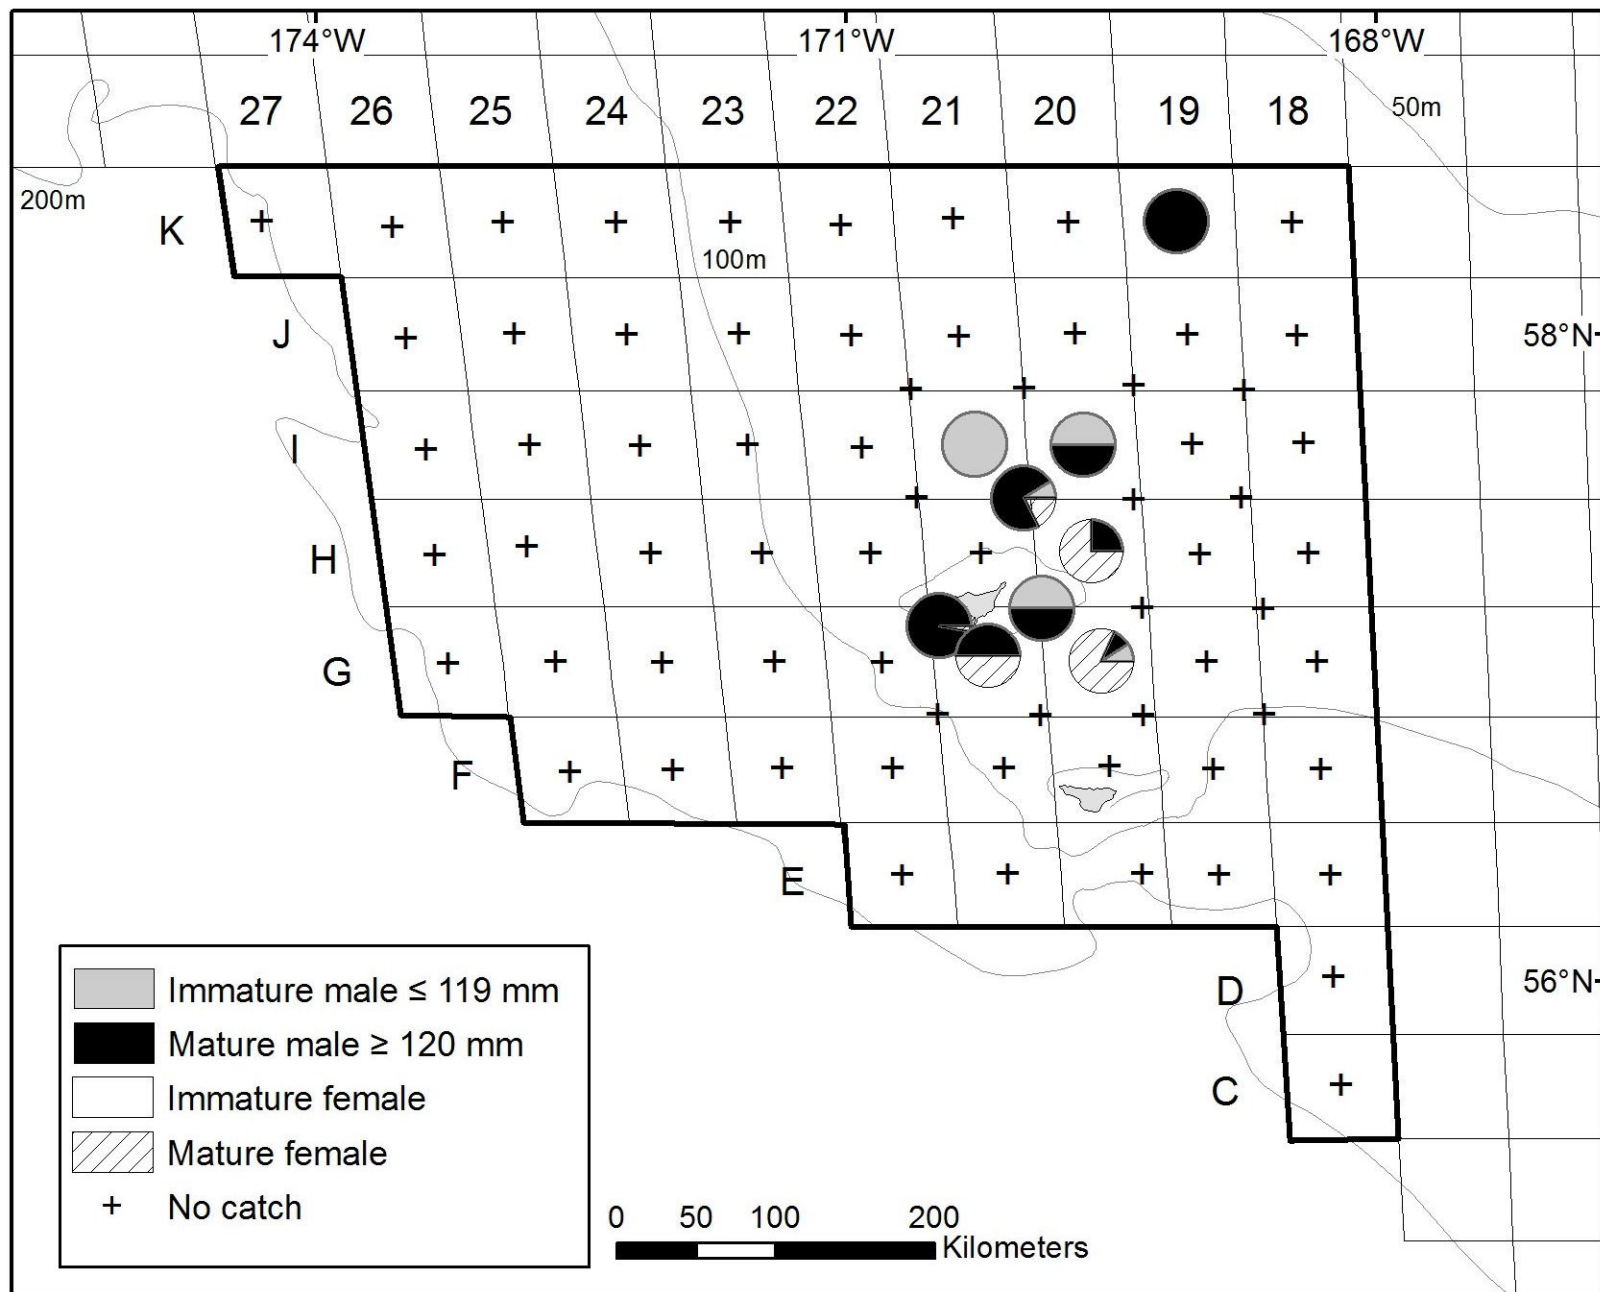 174°W 171°W 168°W
27 26 25 24 23 22 21 20 19 18 50m
200m
K
100m
J 58°N
I
H
G
F
E
D 56°N
C
Immature male ≤ 119 mm
Mature male ≥ 120 mm
Immature female
Mature female
+ No catch
0 50 100 200
Kilometers